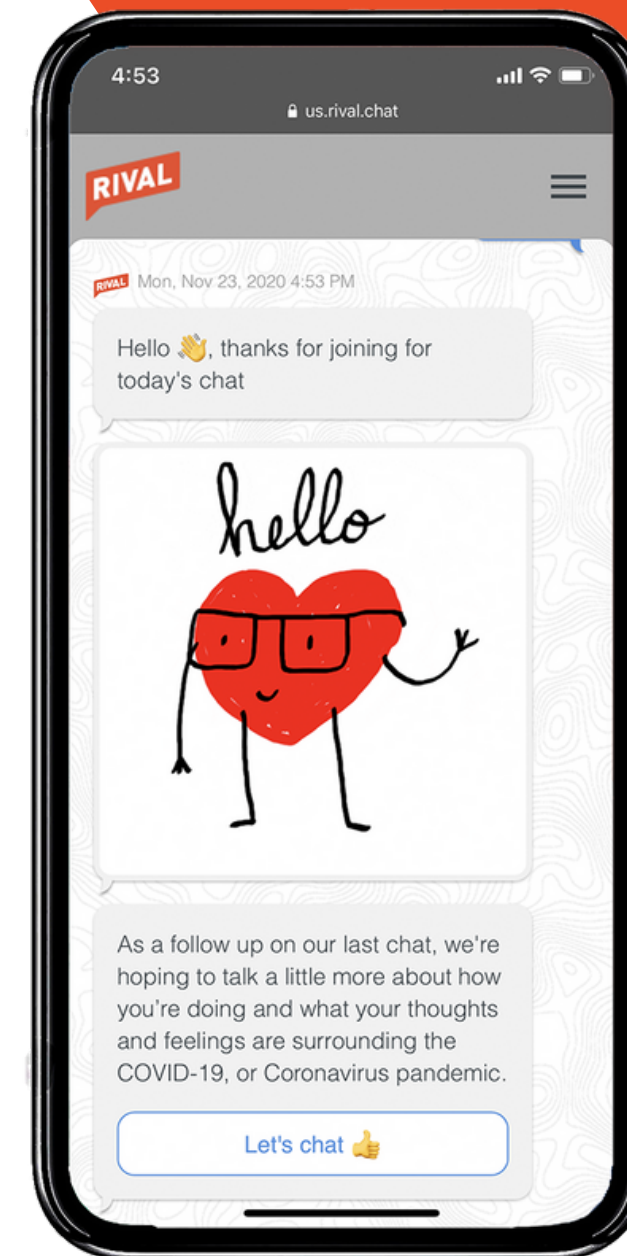 4:53
us.rival.chat
RIVAL
RIVAL Mon, Nov 23, 2020 4:53 PM
Hello 👋, thanks for joining for
today's chat
hello
As a follow up on our last chat, we're
hoping to talk a little more about how
you're doing and what your thoughts
and feelings are surrounding the
COVID-19, or Coronavirus pandemic.
Let's chat 👍